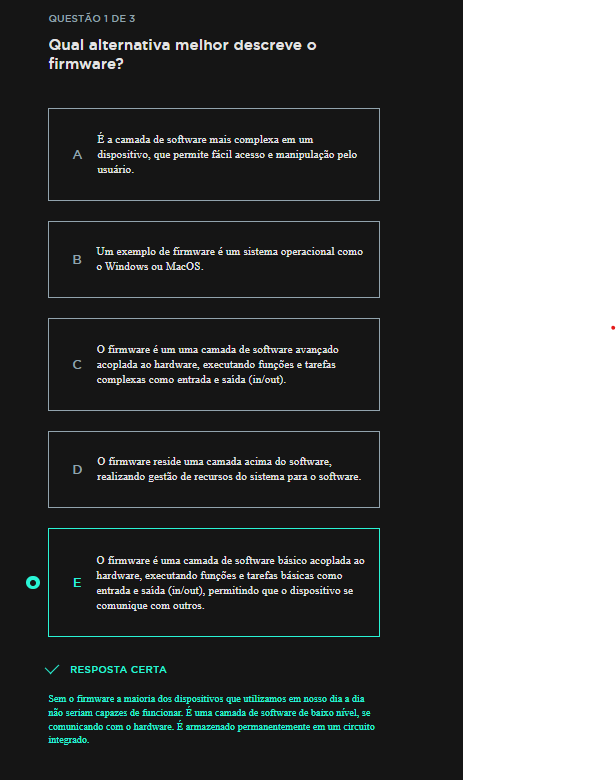 QUESTÃO 1 DE 3
Qual alternativa melhor descreve o
firmware?
A
É a camada de software mais complexa em um
dispositivo, que permite fácil acesso e manipulação pelo
usuário.
B
Um exemplo de firmware é um sistema operacional como
o Windows ou MacOS.
C
O firmware é um uma camada de software avançado
acoplada ao hardware, executando funções e tarefas
complexas como entrada e saída (in/out).
D
O firmware reside uma camada acima do software,
realizando gestão de recursos do sistema para o software.
E
O firmware é uma camada de software básico acoplada ao
hardware, executando funções e tarefas básicas como
entrada e saída (in/out), permitindo que o dispositivo se
comunique com outros.
RESPOSTA CERTA
Sem o firmware a maioria dos dispositivos que utilizamos em nosso dia a dia
não seriam capazes de funcionar. É uma camada de software de baixo nível, se
comunicando com o hardware. É armazenado permanentemente em um circuito
integrado.